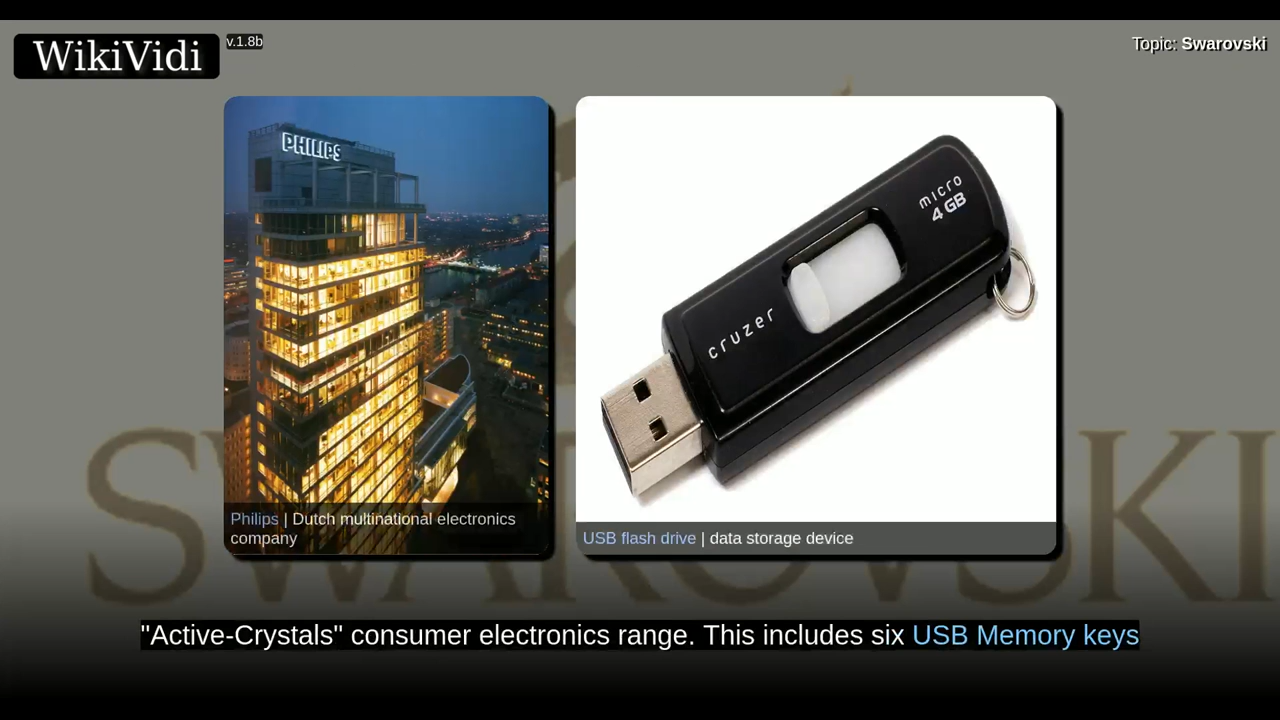 WikiVidi
v.1.8b
Topic: Swarovski
PHILIPS
micro
4 GB
cruzer
Philips | Dutch multinational electronics
company
USB flash drive | data storage device
SWAROVSKI
"Active-Crystals" consumer electronics range. This includes six USB Memory keys